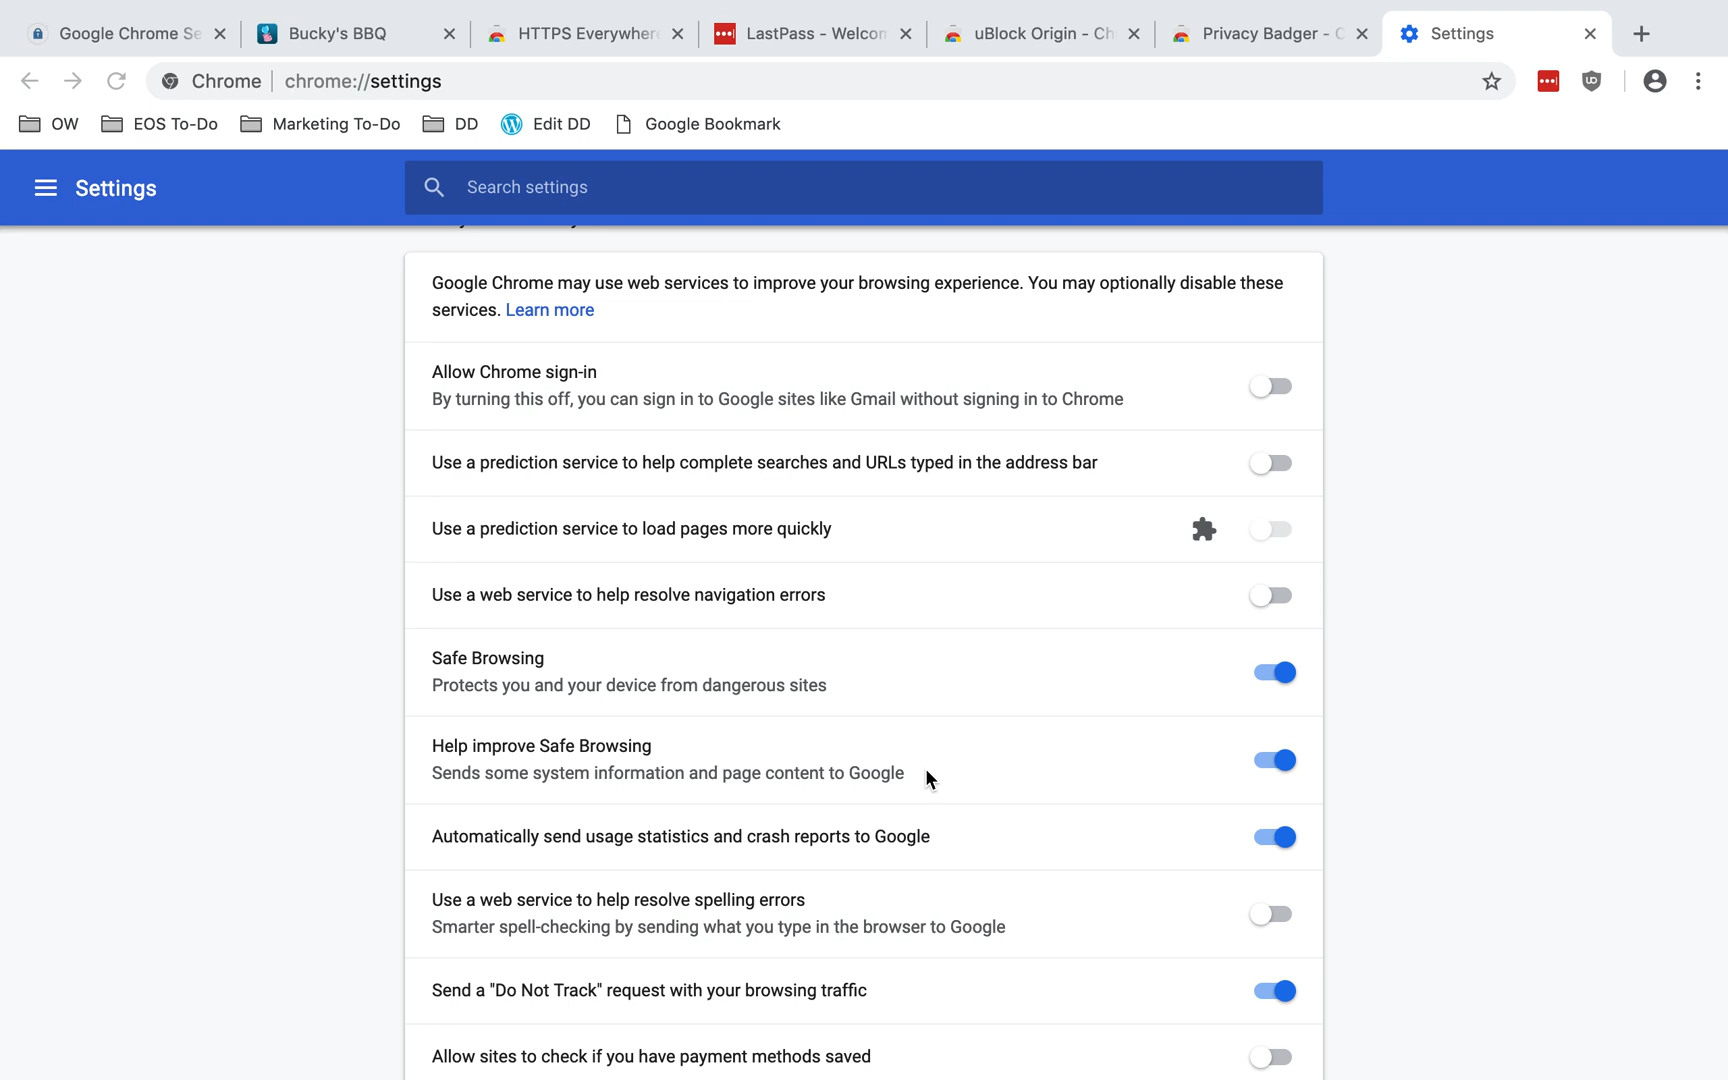 Google Chrome Se
Bucky's BBQ
HTTPS Everywher
LastPass - Welcom
uBlock Origin - Ch
Privacy Badger - C
Settings
Chrome
chrome://settings
OW
EOS To-Do
Marketing To-Do
DD
Edit DD
Google Bookmark
Settings
Search settings
Google Chrome may use web services to improve your browsing experience. You may optionally disable these
services. Learn more
Allow Chrome sign-in
By turning this off, you can sign in to Google sites like Gmail without signing in to Chrome
Use a prediction service to help complete searches and URLs typed in the address bar
Use a prediction service to load pages more quickly
Use a web service to help resolve navigation errors
Safe Browsing
Protects you and your device from dangerous sites
Help improve Safe Browsing
Sends some system information and page content to Google
Automatically send usage statistics and crash reports to Google
Use a web service to help resolve spelling errors
Smarter spell-checking by sending what you type in the browser to Google
Send a "Do Not Track" request with your browsing traffic
Allow sites to check if you have payment methods saved